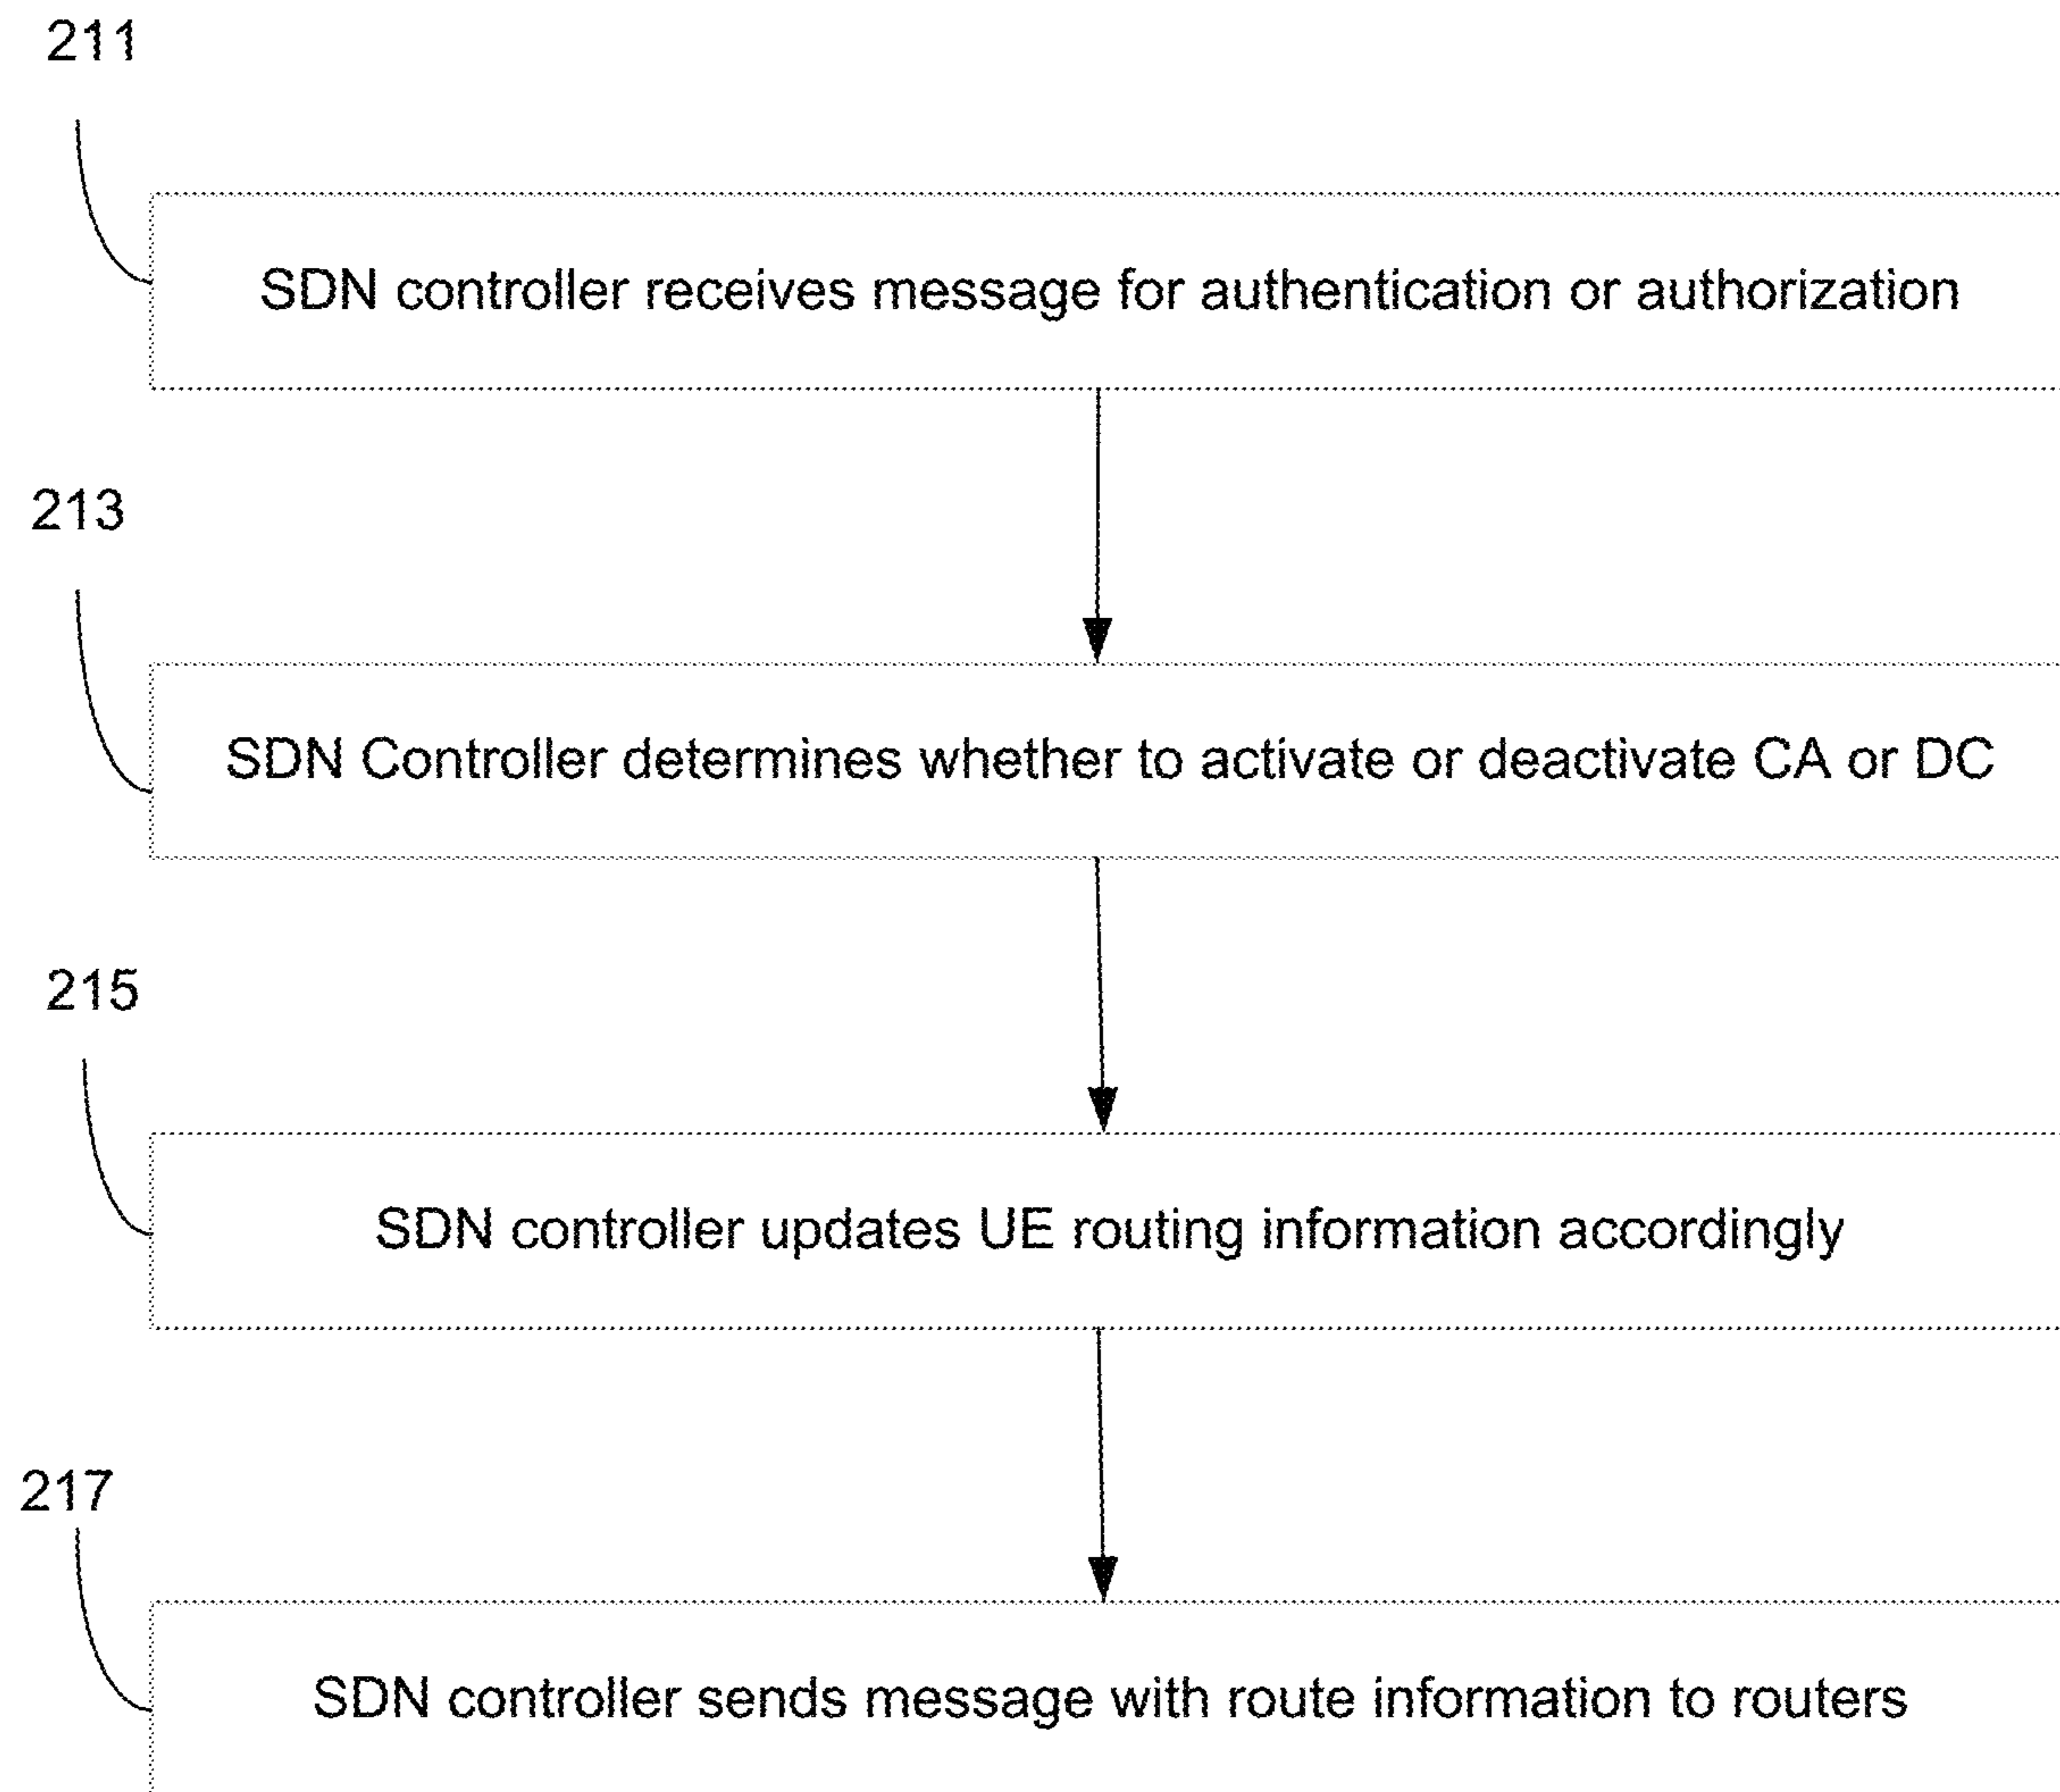 211
SDN controller receives message for authentication or authorization
213
SDN Controller determines whether to activate or deactivate CA or DC
215
SDN controller updates UE routing information accordingly
217
SDN controller sends message with route information to routers